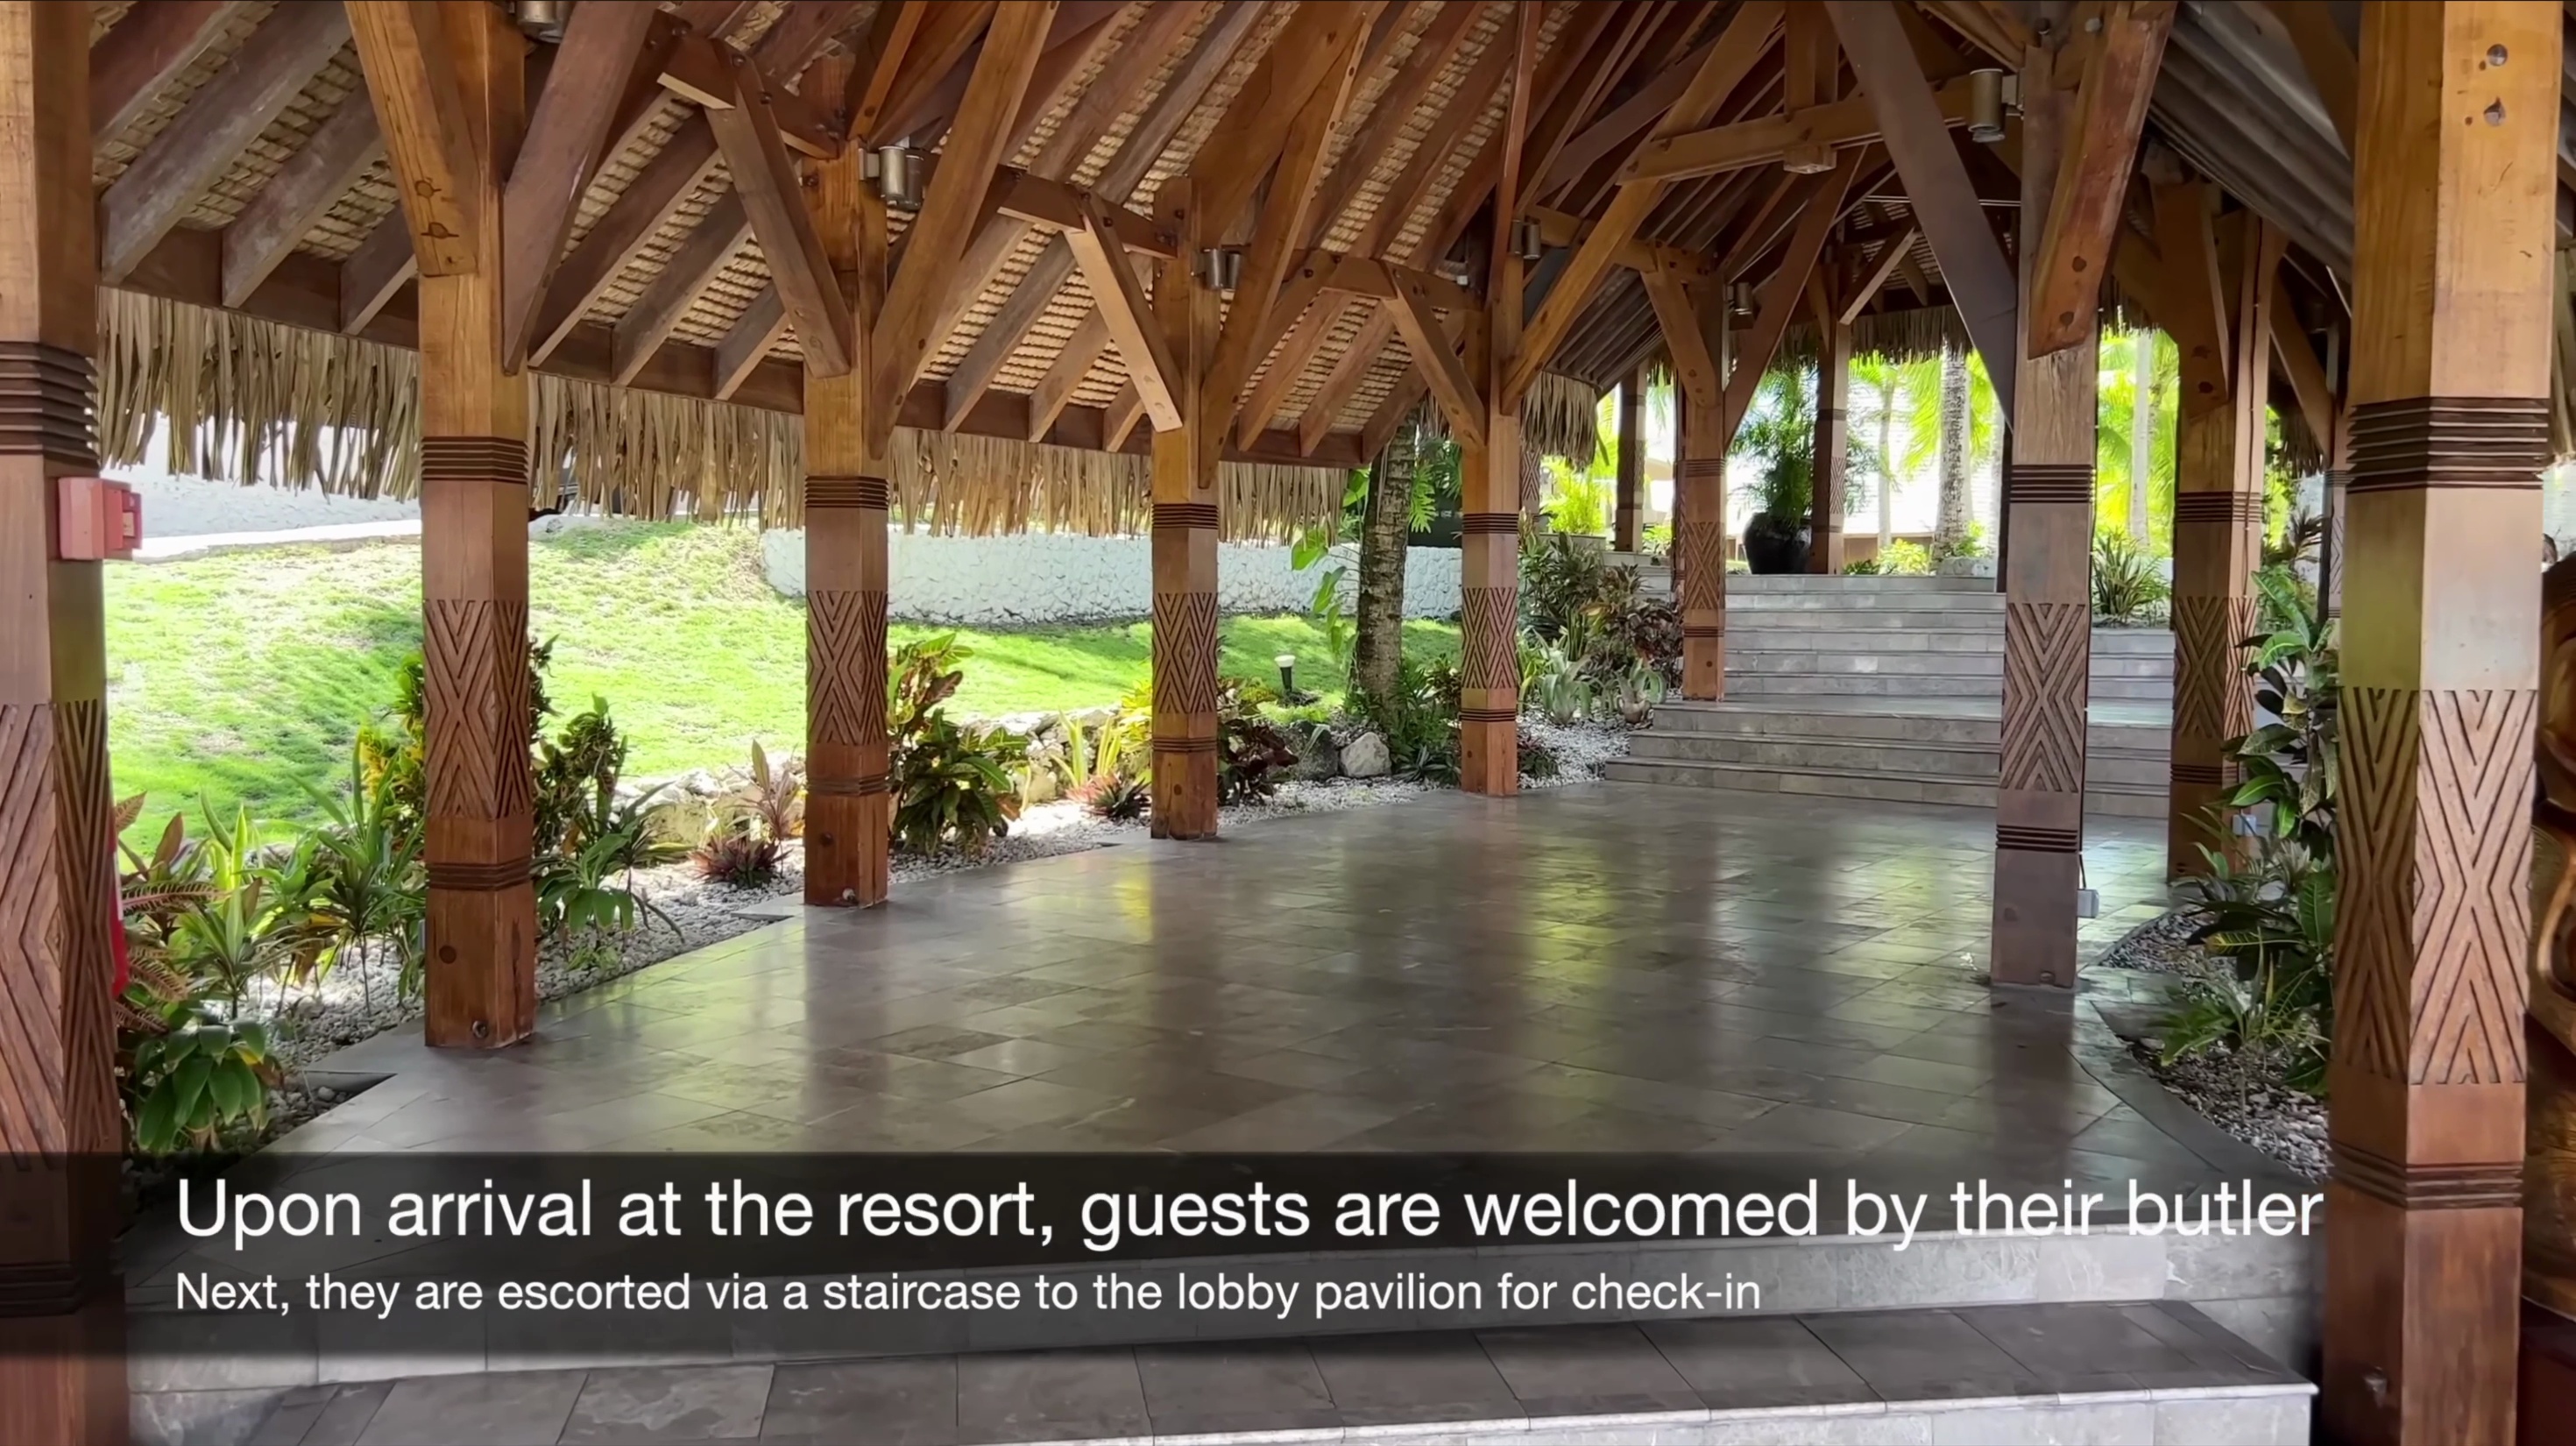 Upon arrival at the resort, guests are welcomed by their butler
Next, they are escorted via a staircase to the lobby pavilion for check-in